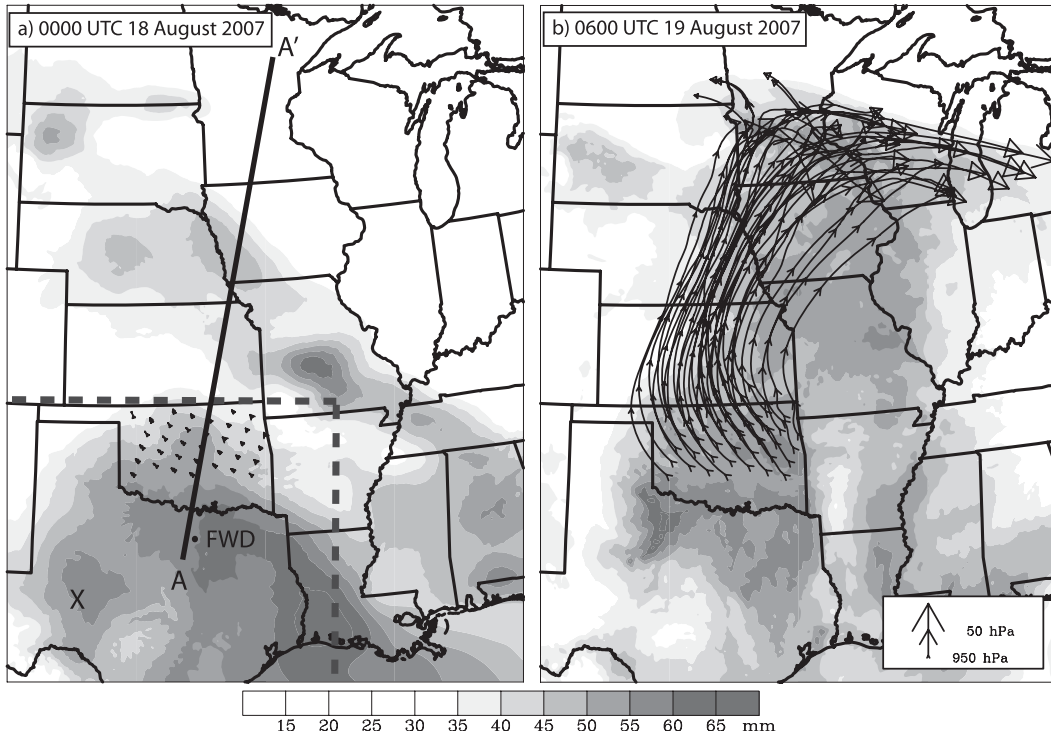 a) 0000 UTC 18 August 2007
A'
FWD
A
X
b) 0600 UTC 19 August 2007
50 hPa
950 hPa
15 20 25 30 35 40 45 50 55 60 65 mm